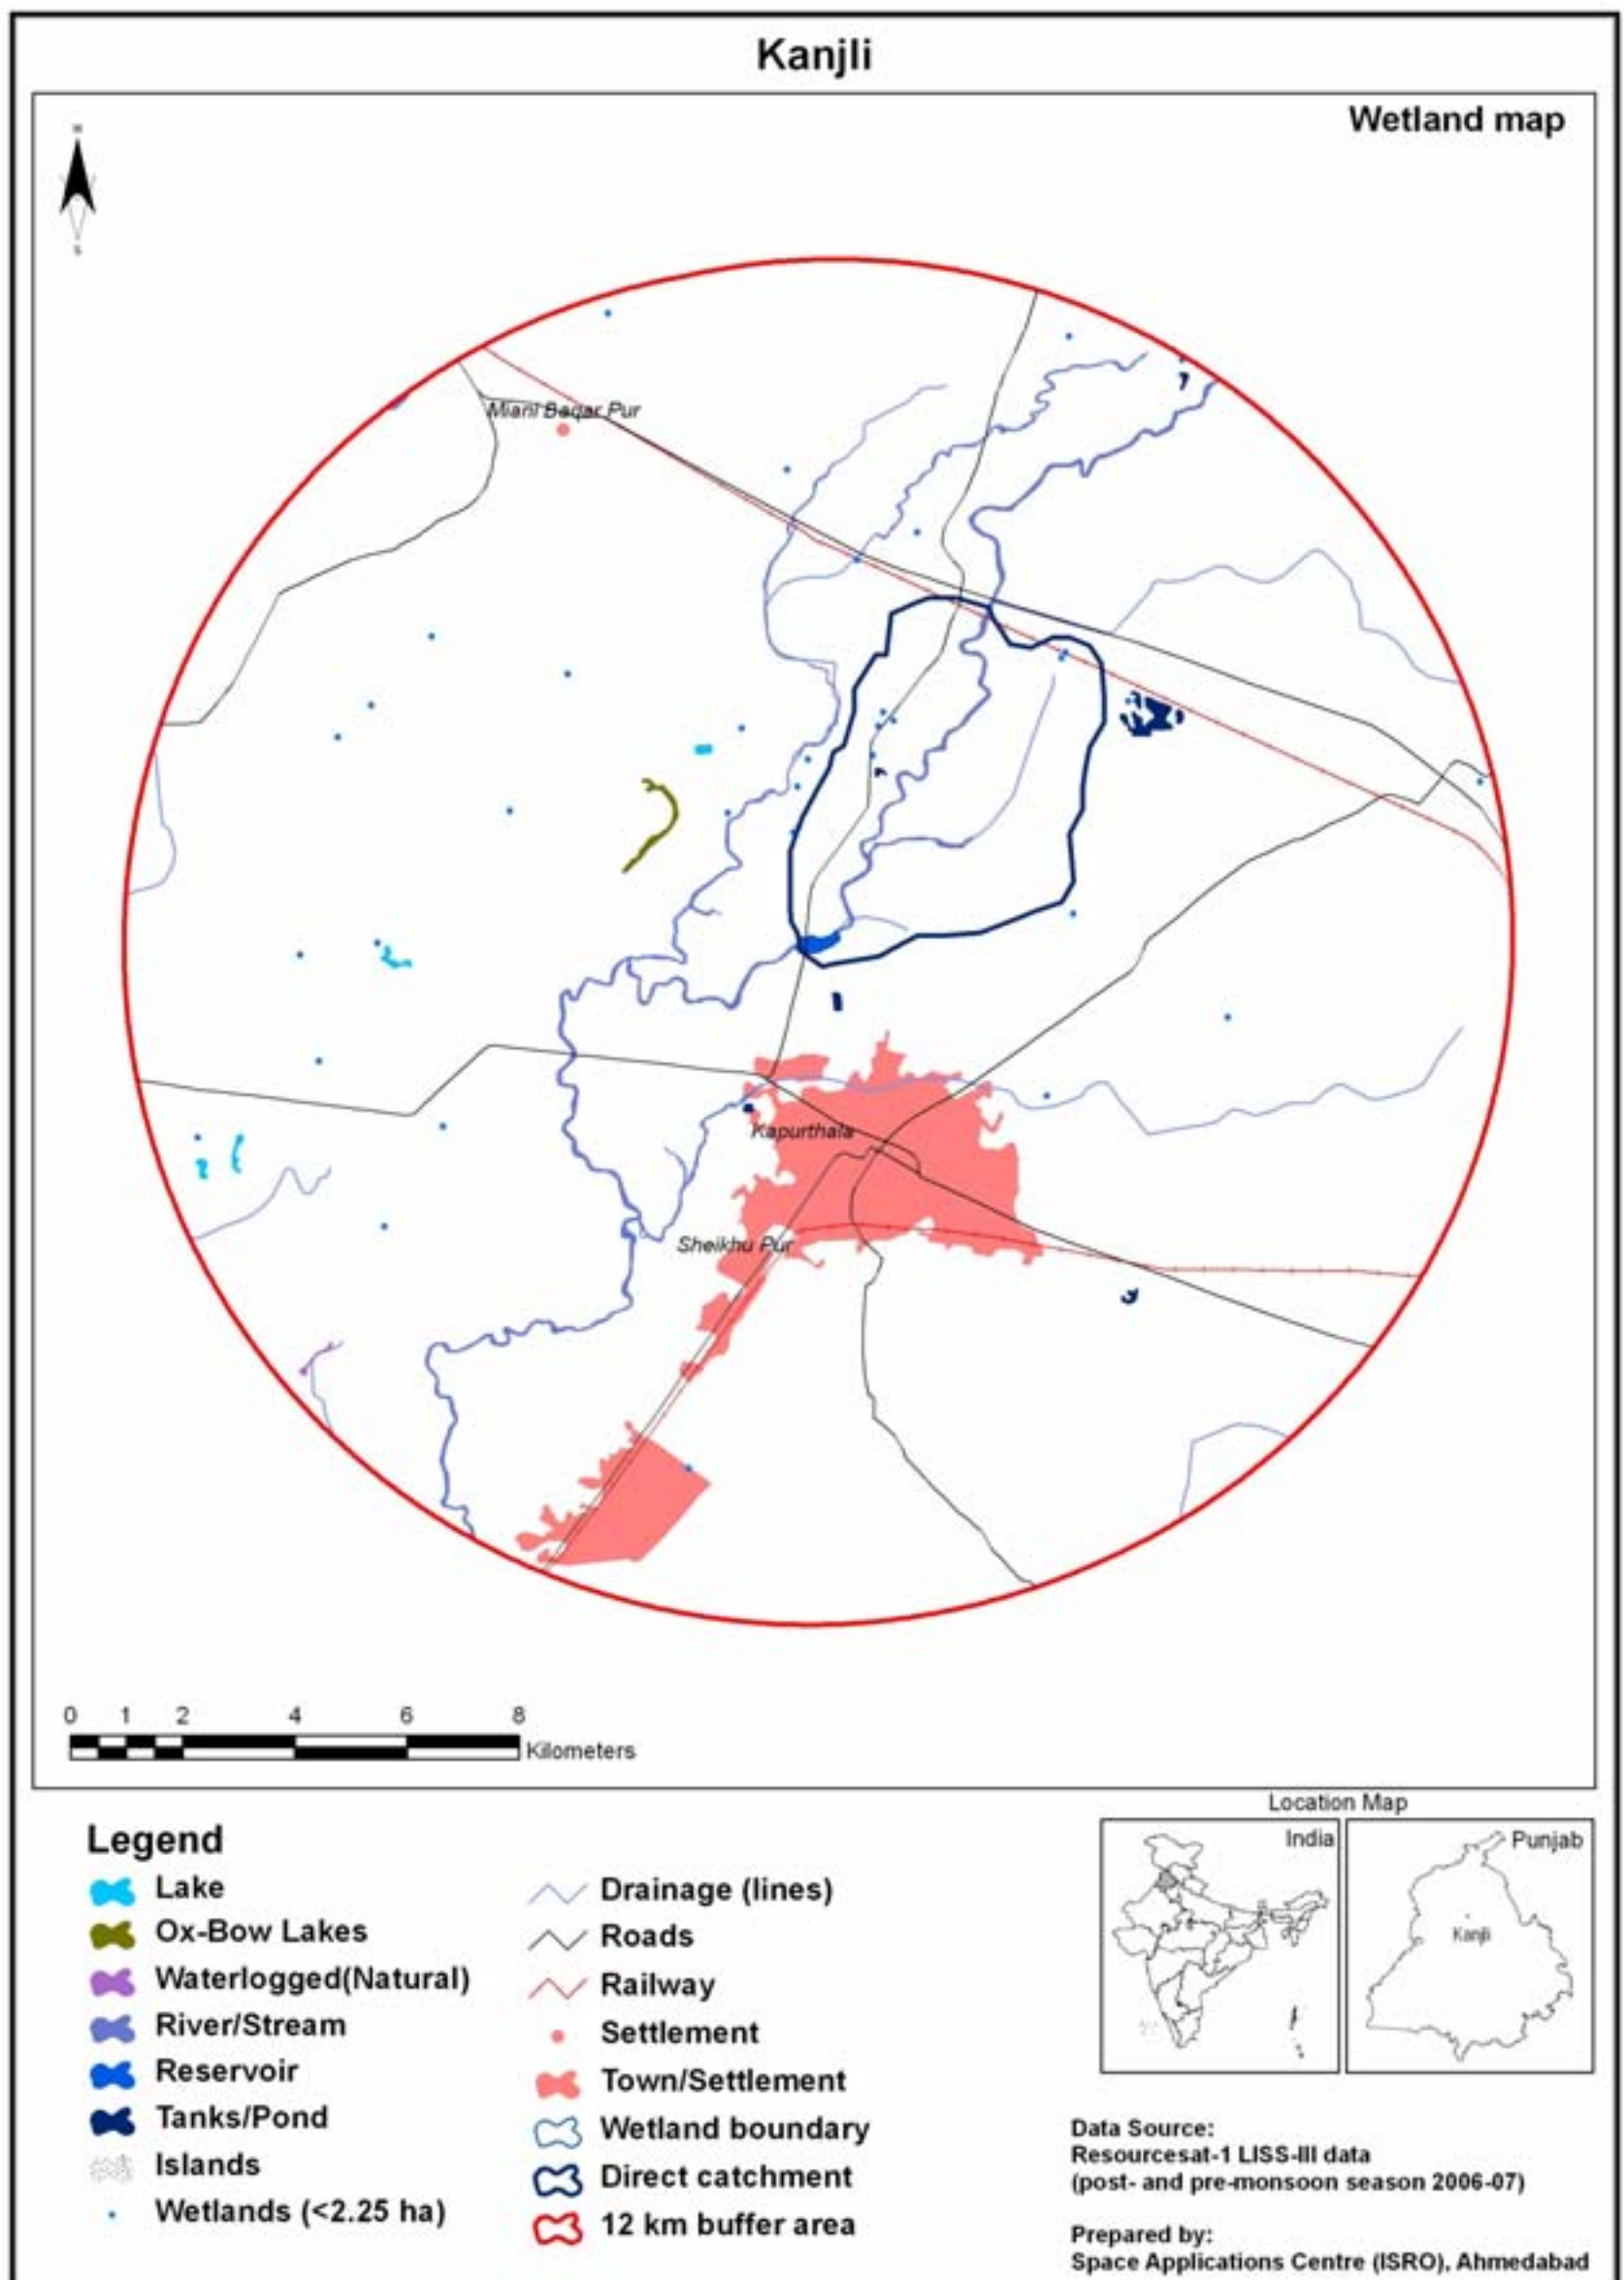 Kanjli
Wetland map
N
S
Miani Baqar Pur
Kapurthala
Sheikhu Pur
0 1 2 4 6 8
Kilometers
Location Map
India
Punjab
Kanjli
Legend
Lake
Ox-Bow Lakes
Waterlogged(Natural)
River/Stream
Reservoir
Tanks/Pond
Islands
Wetlands (<2.25 ha)
Drainage (lines)
Roads
Railway
Settlement
Town/Settlement
Wetland boundary
Direct catchment
12 km buffer area
Data Source:
Resourcesat-1 LISS-III data
(post- and pre-monsoon season 2006-07)
Prepared by:
Space Applications Centre (ISRO), Ahmedabad